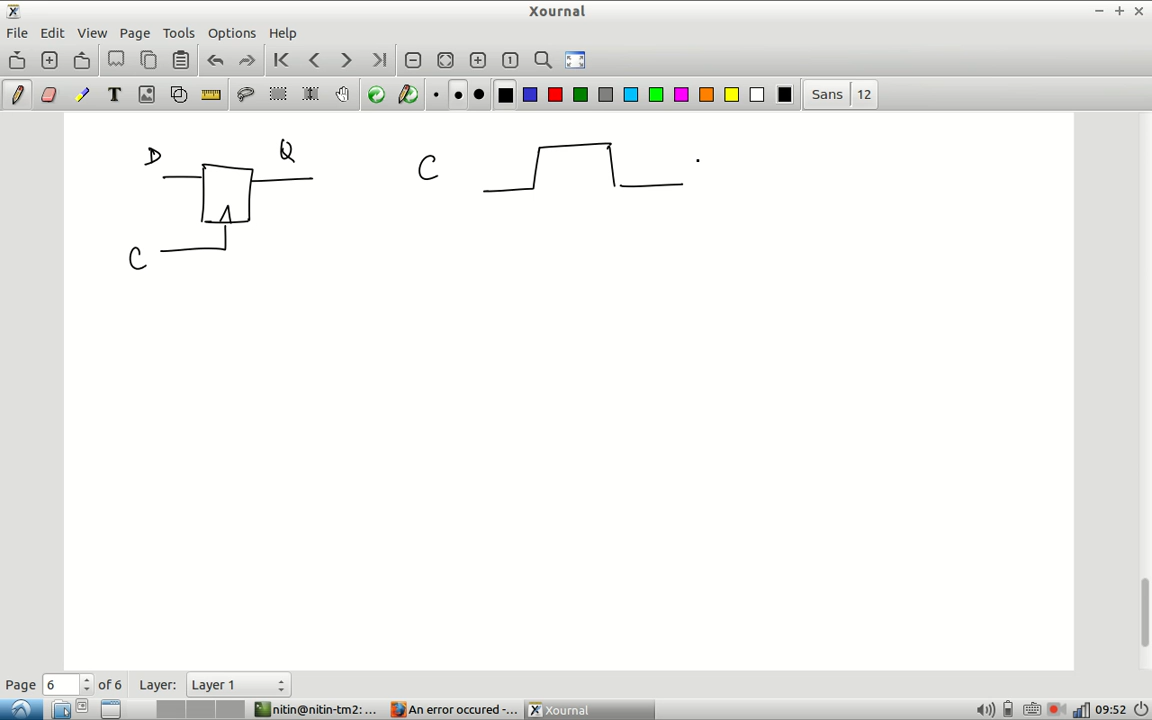 Xournal
File Edit View Page Tools Options Help
T Sans 12
D Q C
C
Page 6 of 6 Layer: Layer 1
nitin@nitin-tm2: ... An error occured -... Xournal 09:52